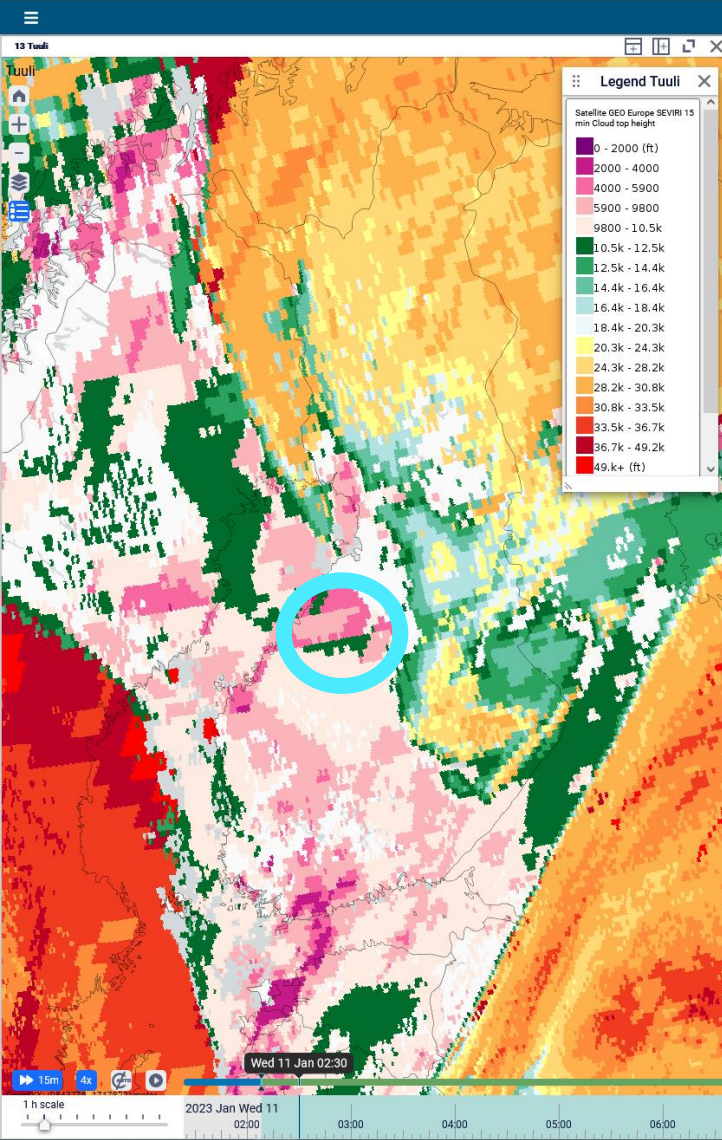 13 Tuuli
Tuuli
Legend Tuuli
Satellite GEO Europe SEVIRI 15
min Cloud top height
0 - 2000 (ft)
2000 - 4000
4000 - 5900
5900 - 9800
9800 - 10.5k
10.5k - 12.5k
12.5k - 14.4k
14.4k - 16.4k
16.4k - 18.4k
18.4k - 20.3k
20.3k - 24.3k
24.3k - 28.2k
28.2k - 30.8k
30.8k - 33.5k
33.5k - 36.7k
36.7k - 49.2k
49.k+ (ft)
Wed 11 Jan 02:30
15m
4x
1 h scale
2023 Jan Wed 11
02:00
03:00
04:00
05:00
06:00